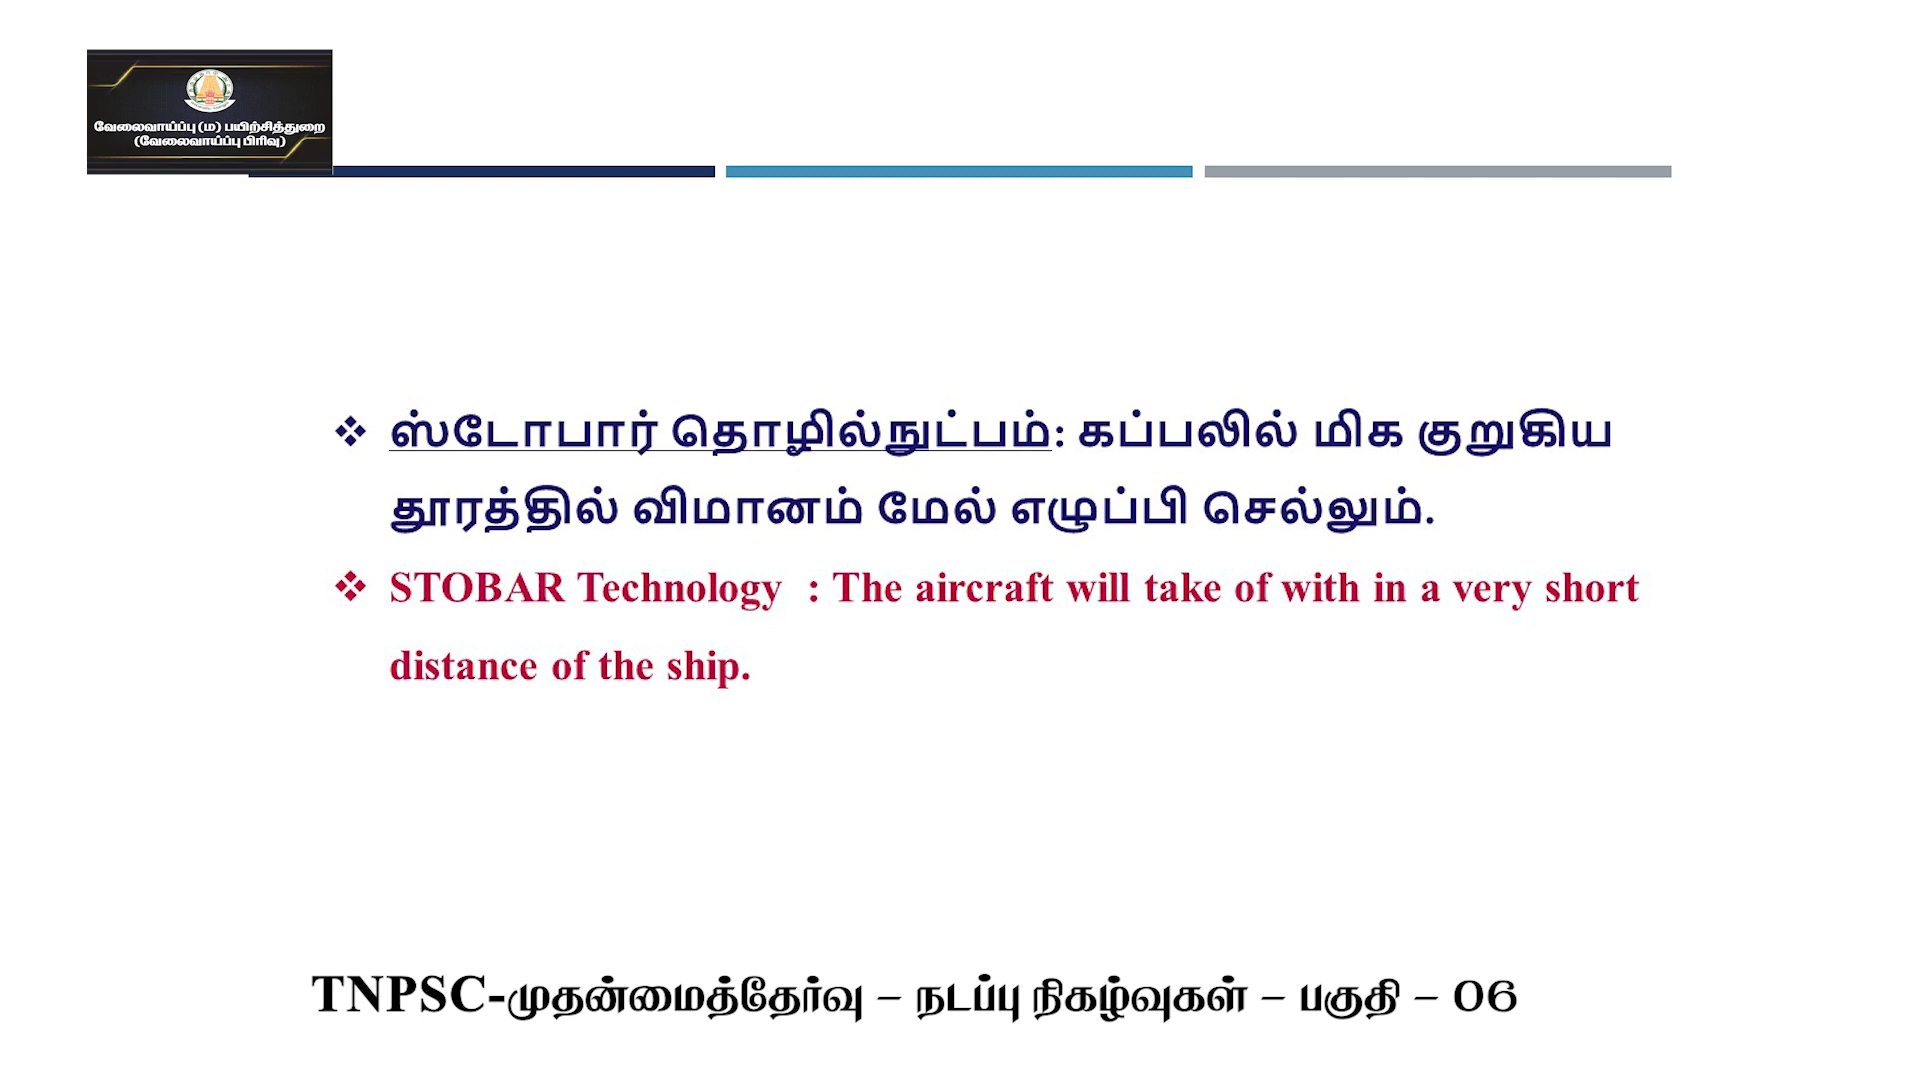 வேலைவாய்ப்பு (ம) பயிற்சித்துறை
(வேலைவாய்ப்பு பிரிவு)
❖ ஸ்டோபார் தொழில்நுட்பம்: கப்பலில் மிக குறுகிய
தூரத்தில் விமானம் மேல் எழுப்பி செல்லும்.
❖ STOBAR Technology : The aircraft will take of with in a very short
distance of the ship.
TNPSC-முதன்மைத்தேர்வு – நடப்பு நிகழ்வுகள் – பகுதி – 06